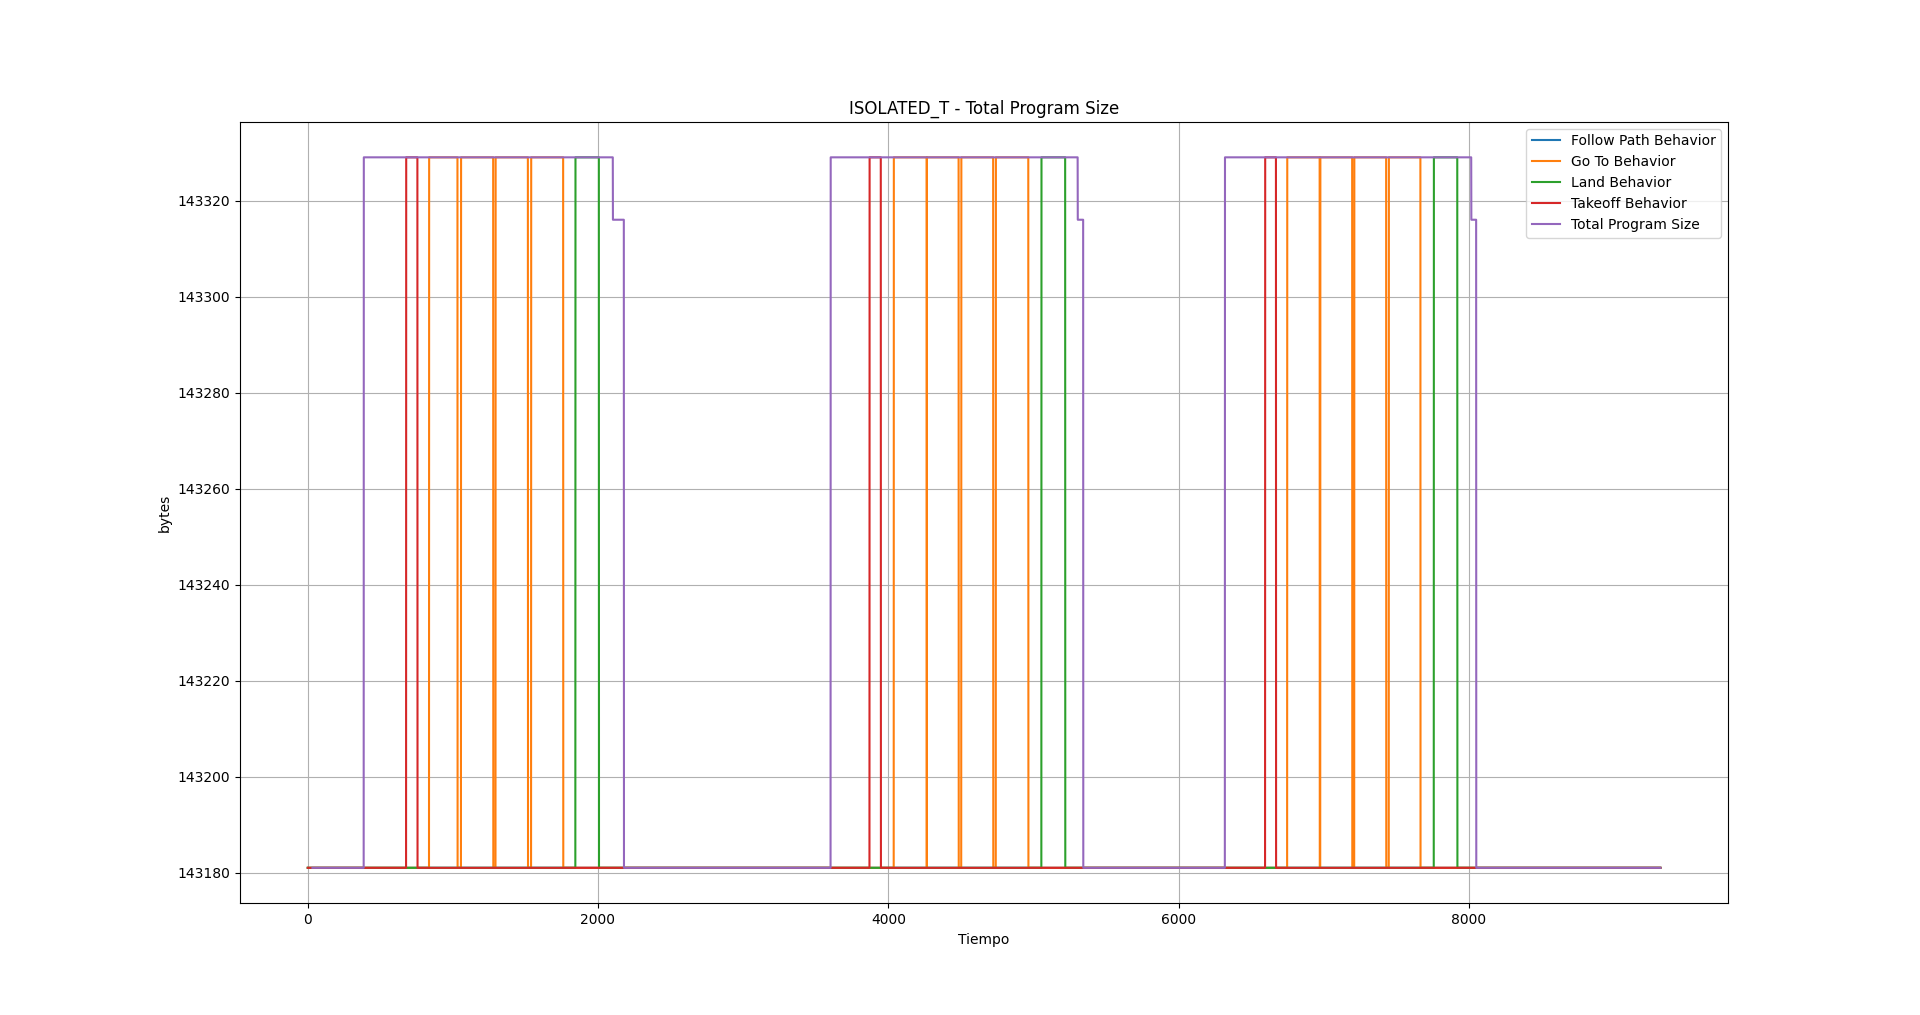 ISOLATED_T - Total Program Size
Follow Path Behavior
Go To Behavior
Land Behavior
Takeoff Behavior
Total Program Size
143320
143300
143280
143260
143240
143220
143200
143180
bytes
0 2000 4000 6000 8000
Tiempo